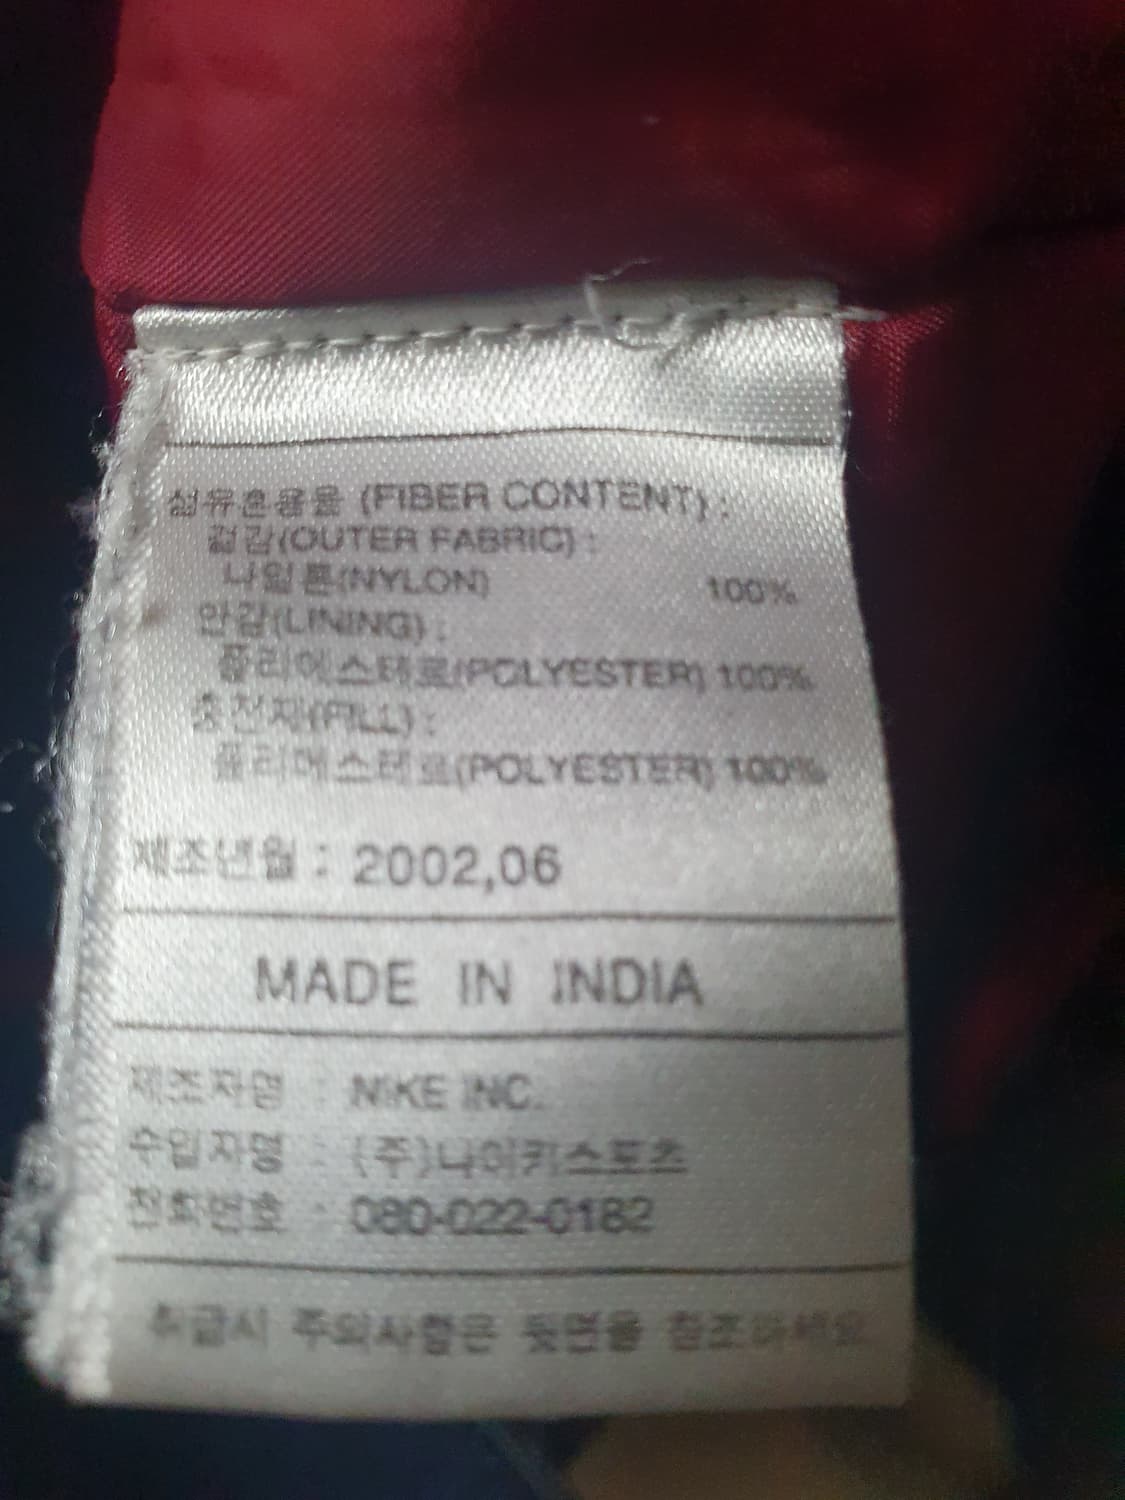 섬유혼용율 (FIBER CONTENT) :
겉감(OUTER FABRIC) :
나일론(NYLON) 100%
안감(LINING) :
폴리에스테르(POLYESTER) 100%
충전재(FILL) :
폴리에스테르(POLYESTER) 100%
제조년월 : 2002,06
MADE IN INDIA
제조자명 : NIKE INC.
수입자명 : (주)나이키스포츠
전화번호 : 080-022-0182
취급시 주의사항은 뒷면을 참조하세요